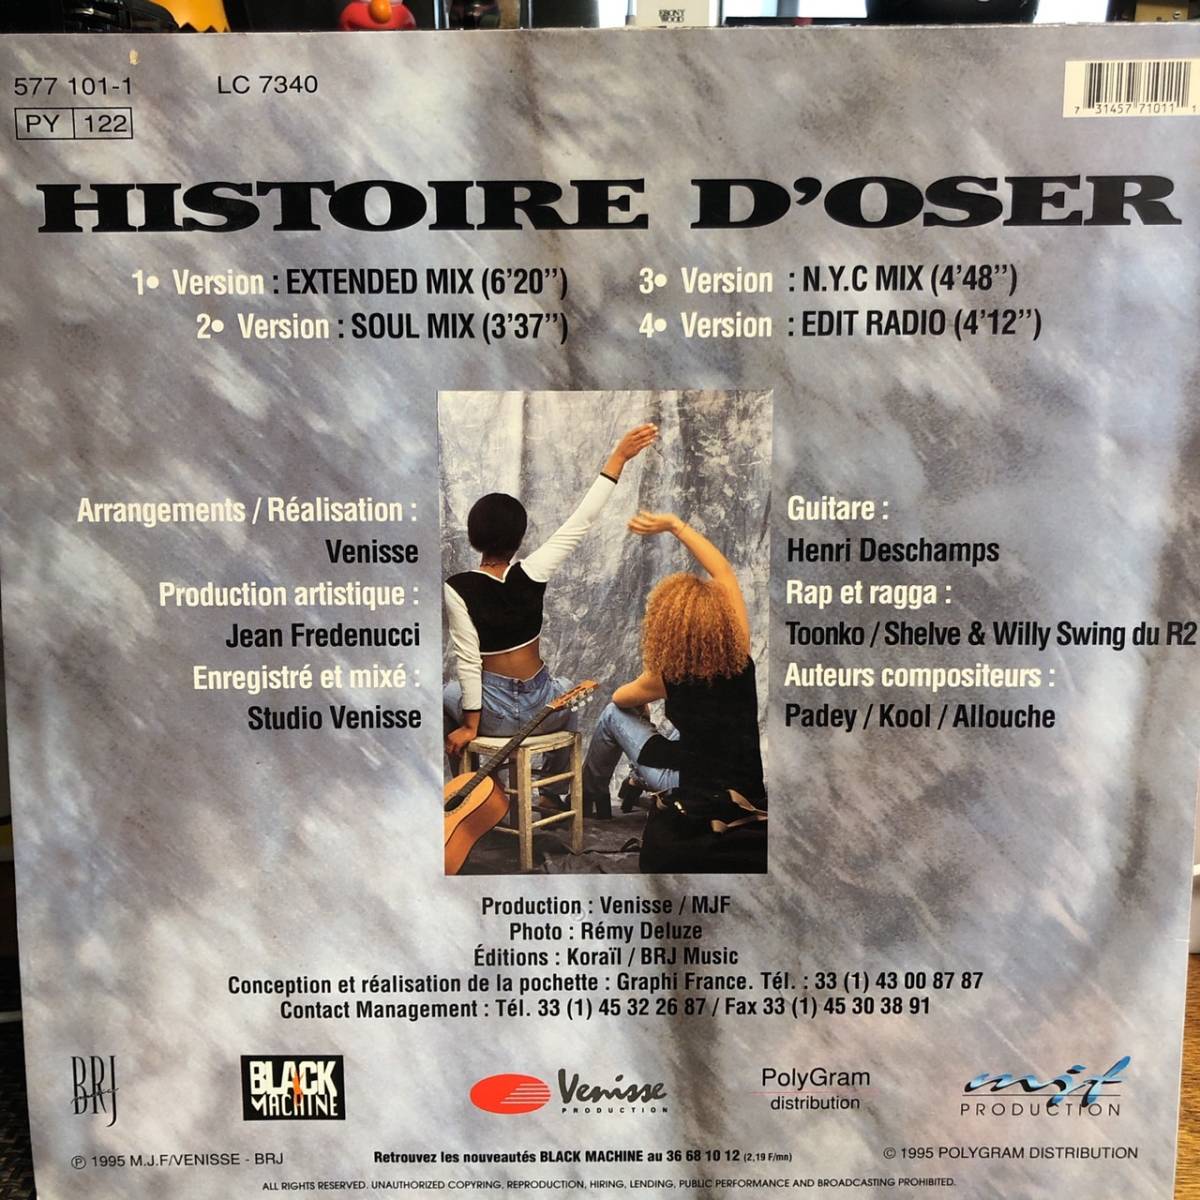 EBONY
WOOD
577 101-1 LC 7340
PY 122
7 31457 71011 1
HISTOIRE D'OSER
1• Version : EXTENDED MIX (6'20'')
2• Version : SOUL MIX (3'37'')
3• Version : N.Y.C MIX (4'48'')
4• Version : EDIT RADIO (4'12'')
Arrangements / Réalisation :
Venisse
Production artistique :
Jean Fredenucci
Enregistré et mixé :
Studio Venisse
Guitare :
Henri Deschamps
Rap et ragga :
Toonko / Shelve & Willy Swing du R2
Auteurs compositeurs :
Padey / Kool / Allouche
Production : Venisse / MJF
Photo : Rémy Deluze
Éditions : Koraïl / BRJ Music
Conception et réalisation de la pochette : Graphi France. Tél. : 33 (1) 43 00 87 87
Contact Management : Tél. 33 (1) 45 32 26 87 / Fax 33 (1) 45 30 38 91
BRJ
BLACK
MACHINE
Venisse
PRODUCTION
PolyGram
distribution
mjf
PRODUCTION
℗ 1995 M.J.F/VENISSE - BRJ
Retrouvez les nouveautés BLACK MACHINE au 36 68 10 12 (2,19 F/mn)
© 1995 POLYGRAM DISTRIBUTION
ALL RIGHTS RESERVED. UNAUTHORIZED COPYRING, REPRODUCTION, HIRING, LENDING, PUBLIC PERFORMANCE AND BROADCASTING PROHIBITED.